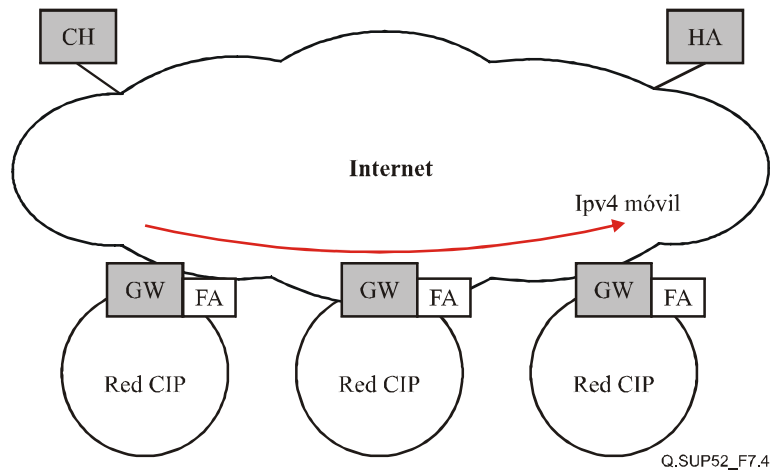 CH
HA
Internet
Ipv4 móvil
GW
FA
GW
FA
GW
FA
Red CIP
Red CIP
Red CIP
Q.SUP52_F7.4